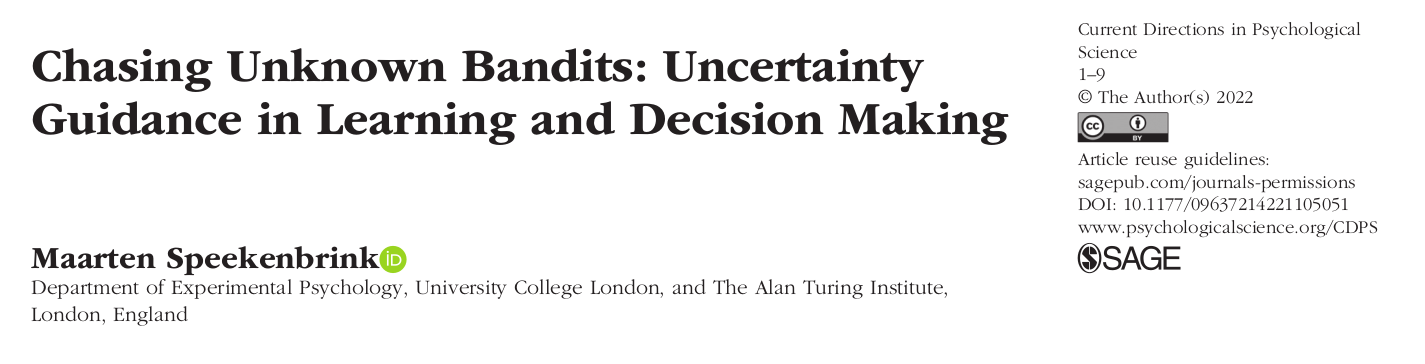 Chasing Unknown Bandits: Uncertainty
Guidance in Learning and Decision Making
Maarten Speekenbrink iD
Department of Experimental Psychology, University College London, and The Alan Turing Institute,
London, England
Current Directions in Psychological
Science
1–9
© The Author(s) 2022
cc BY
Article reuse guidelines:
sagepub.com/journals-permissions
DOI: 10.1177/09637214221105051
www.psychologicalscience.org/CDPS
SAGE